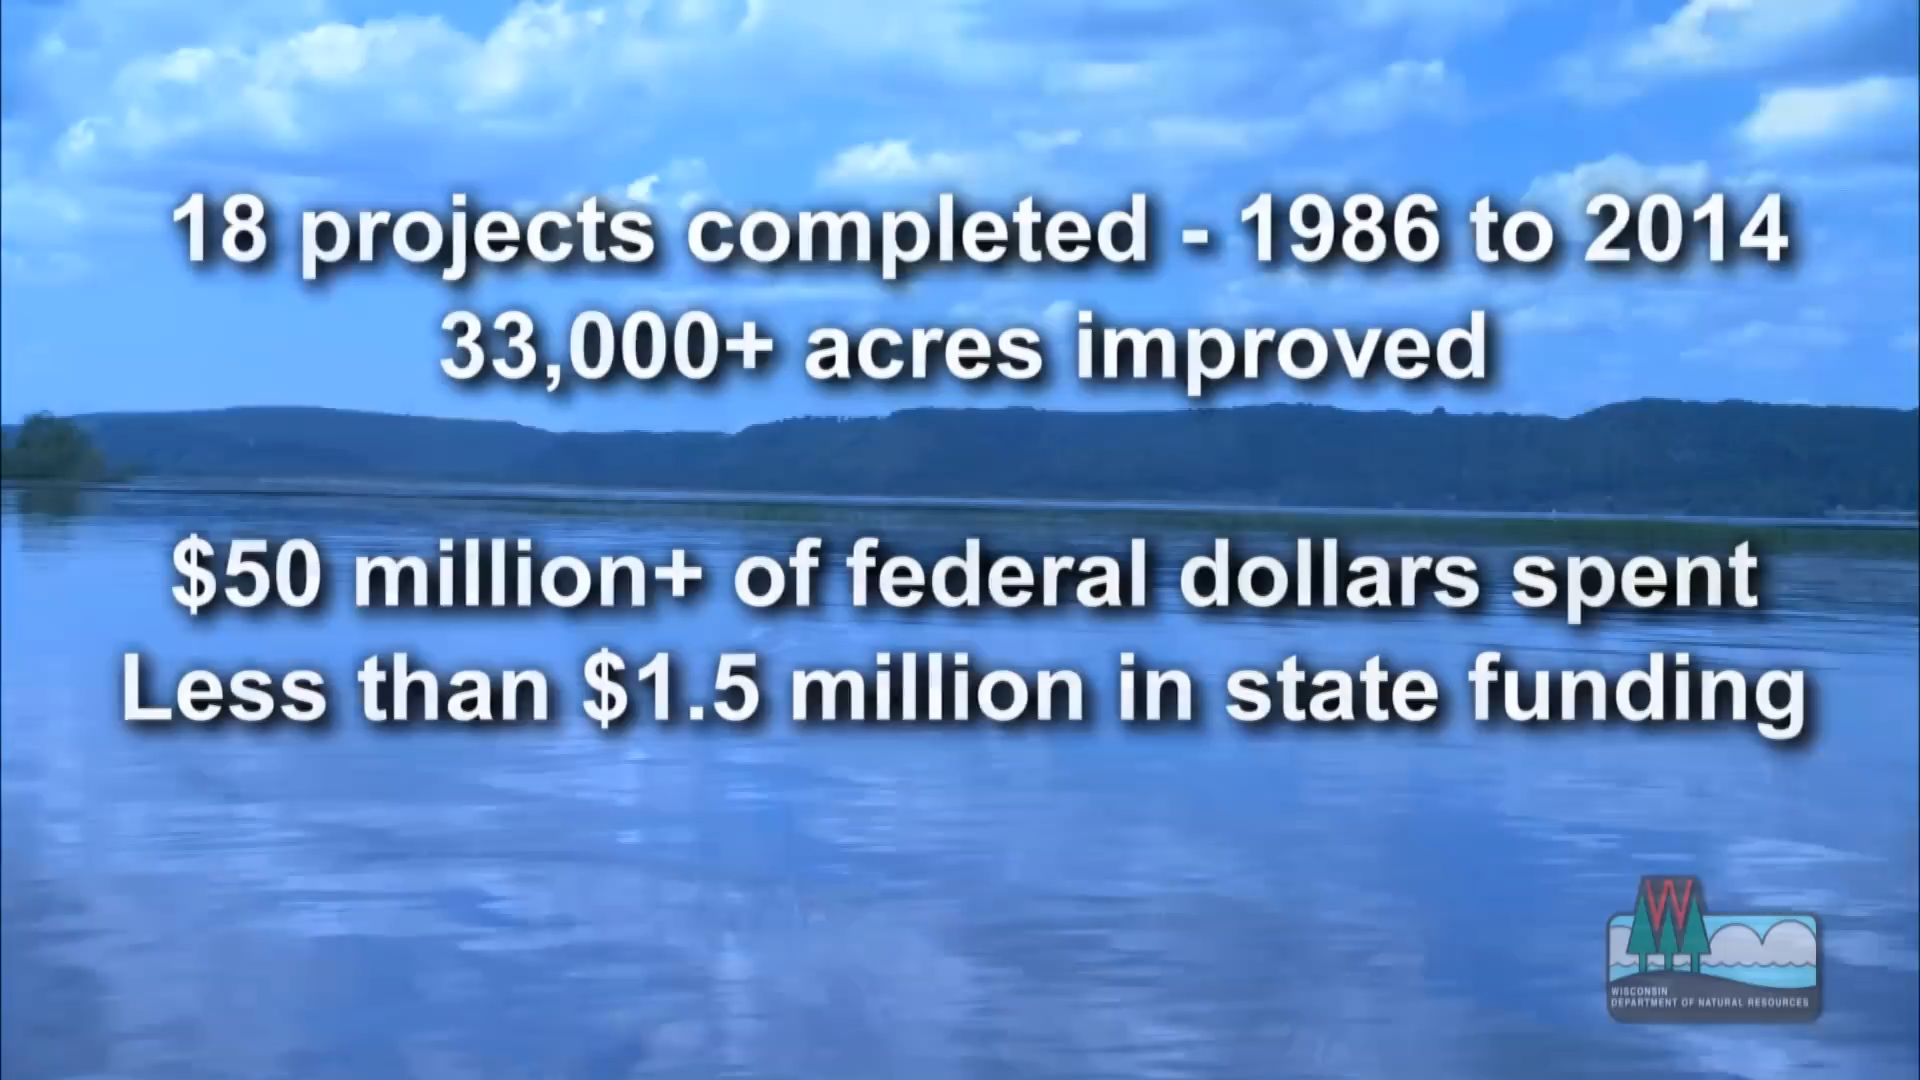 18 projects completed - 1986 to 2014
33,000+ acres improved
$50 million+ of federal dollars spent
Less than $1.5 million in state funding
W
WISCONSIN
DEPARTMENT OF NATURAL RESOURCES